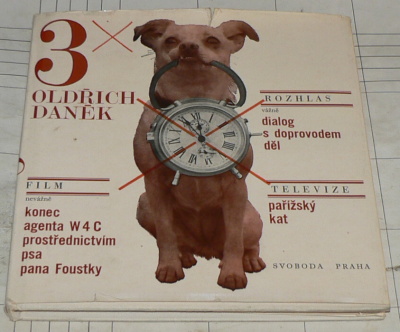 3×
OLDŘICH
DANĚK
ROZHLAS
vážně
dialog
s doprovodem
děl
FILM
nevážně
konec
agenta W4C
prostřednictvím
psa
pana Foustky
TELEVIZE
pařížský
kat
SVOBODA PRAHA